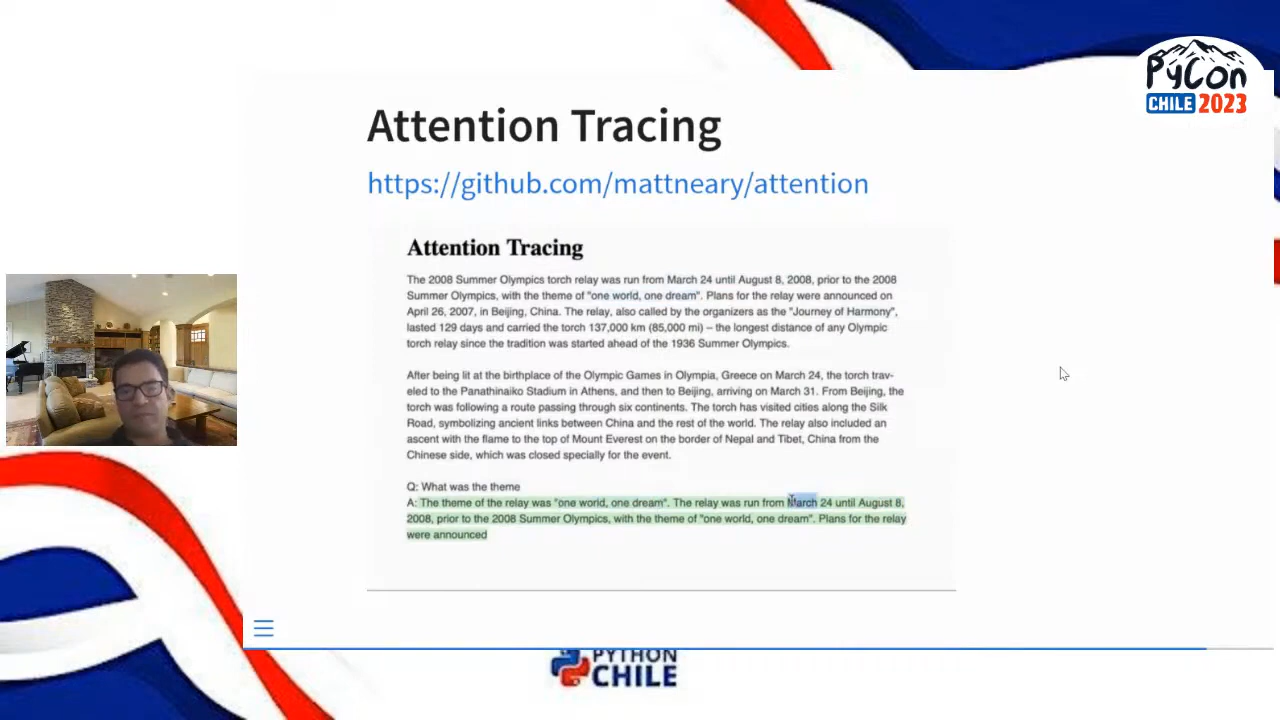 PyCon
CHILE 2023
Attention Tracing
https://github.com/mattneary/attention
Attention Tracing
The 2008 Summer Olympics torch relay was run from March 24 until August 8, 2008, prior to the 2008
Summer Olympics, with the theme of "one world, one dream". Plans for the relay were announced on
April 26, 2007, in Beijing, China. The relay, also called by the organizers as the "Journey of Harmony",
lasted 129 days and carried the torch 137,000 km (85,000 mi) – the longest distance of any Olympic
torch relay since the tradition was started ahead of the 1936 Summer Olympics.
After being lit at the birthplace of the Olympic Games in Olympia, Greece on March 24, the torch trav-
eled to the Panathinaiko Stadium in Athens, and then to Beijing, arriving on March 31. From Beijing, the
torch was following a route passing through six continents. The torch has visited cities along the Silk
Road, symbolizing ancient links between China and the rest of the world. The relay also included an
ascent with the flame to the top of Mount Everest on the border of Nepal and Tibet, China from the
Chinese side, which was closed specially for the event.
Q: What was the theme
A: The theme of the relay was "one world, one dream". The relay was run from March 24 until August 8,
2008, prior to the 2008 Summer Olympics, with the theme of "one world, one dream". Plans for the relay
were announced
PYTHON
CHILE